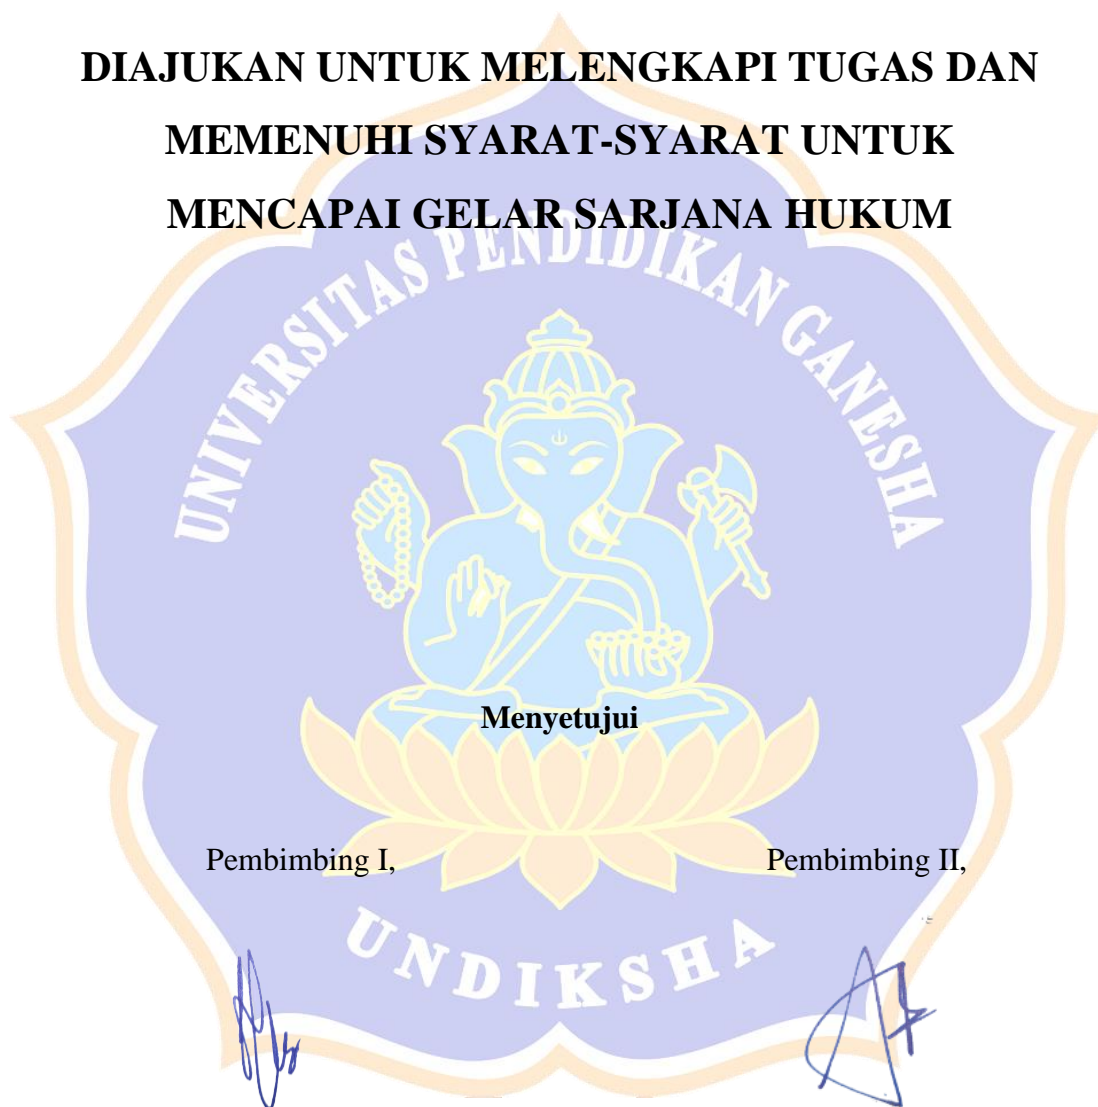 DIAJUKAN UNTUK MELENGKAPI TUGAS DAN
MEMENUHI SYARAT-SYARAT UNTUK
MENCAPAI GELAR SARJANA HUKUM
UNIVERSITAS PENDIDIKAN GANESHA
Menyetujui
Pembimbing I,
Pembimbing II,
UNDIKSHA